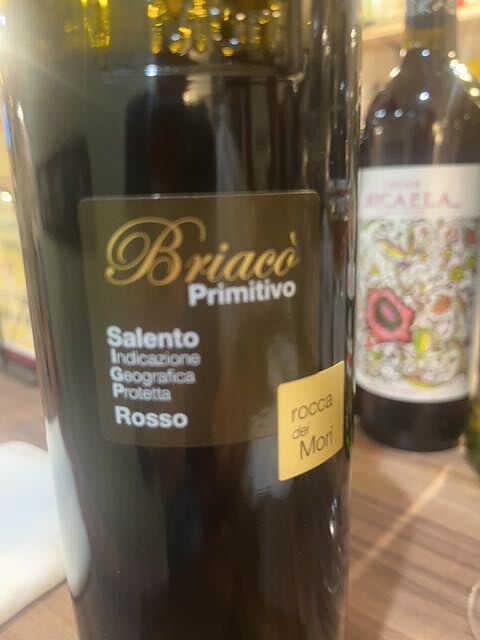 Briacò
Primitivo
Salento
Indicazione
Geografica
Protetta
Rosso
rocca
dei
Mori